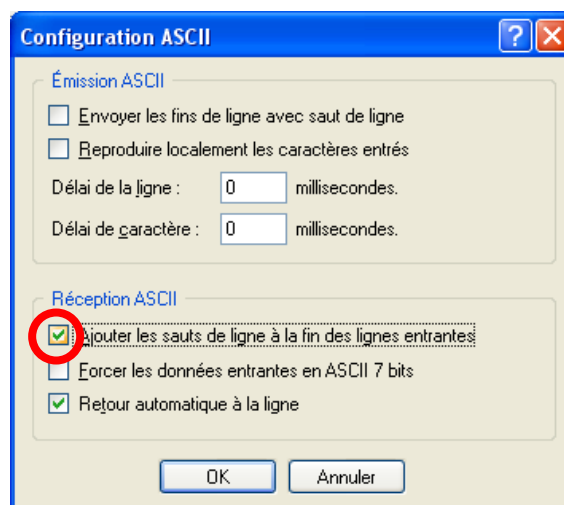 Configuration ASCII
Émission ASCII
Envoyer les fins de ligne avec saut de ligne
Reproduire localement les caractères entrés
Délai de la ligne : 0 millisecondes.
Délai de caractère : 0 millisecondes.
Réception ASCII
Ajouter les sauts de ligne à la fin des lignes entrantes
Forcer les données entrantes en ASCII 7 bits
Retour automatique à la ligne
OK Annuler